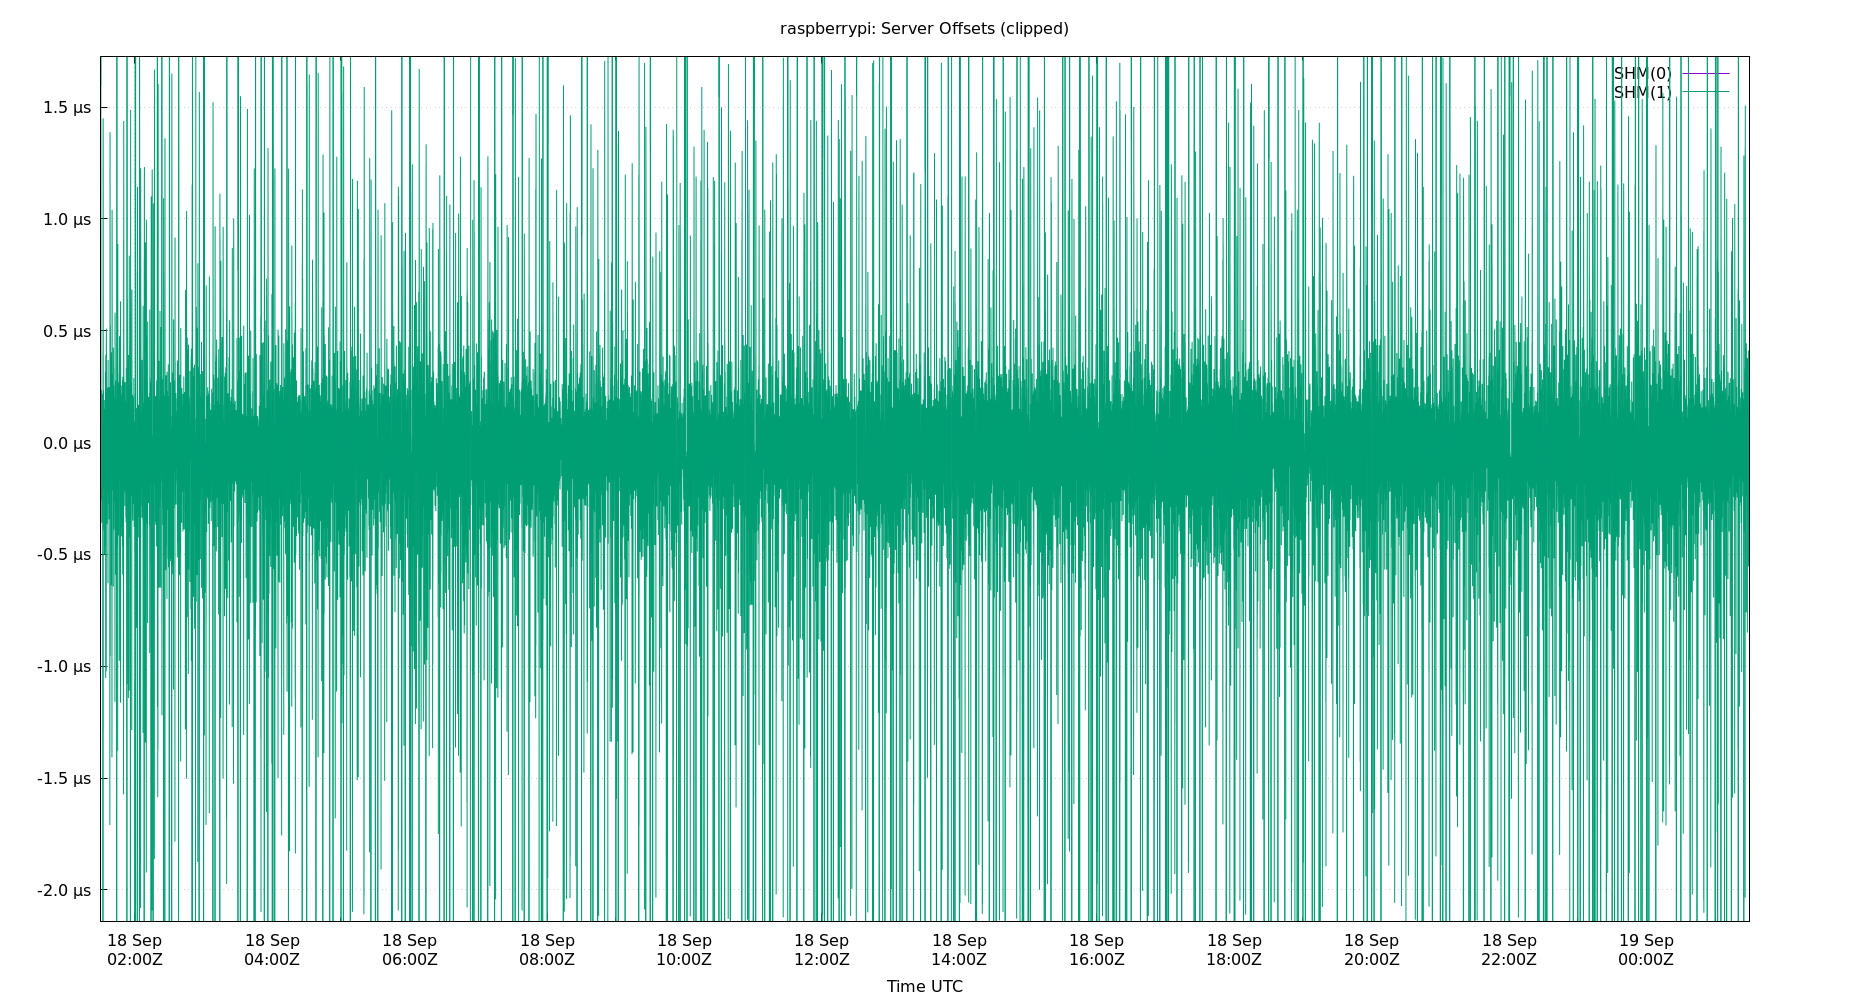 raspberrypi: Server Offsets (clipped)
SHM(0)
SHM(1)
1.5 µs
1.0 µs
0.5 µs
0.0 µs
-0.5 µs
-1.0 µs
-1.5 µs
-2.0 µs
18 Sep 18 Sep 18 Sep 18 Sep 18 Sep 18 Sep 18 Sep 18 Sep 18 Sep 18 Sep 18 Sep 19 Sep
02:00Z 04:00Z 06:00Z 08:00Z 10:00Z 12:00Z 14:00Z 16:00Z 18:00Z 20:00Z 22:00Z 00:00Z
Time UTC